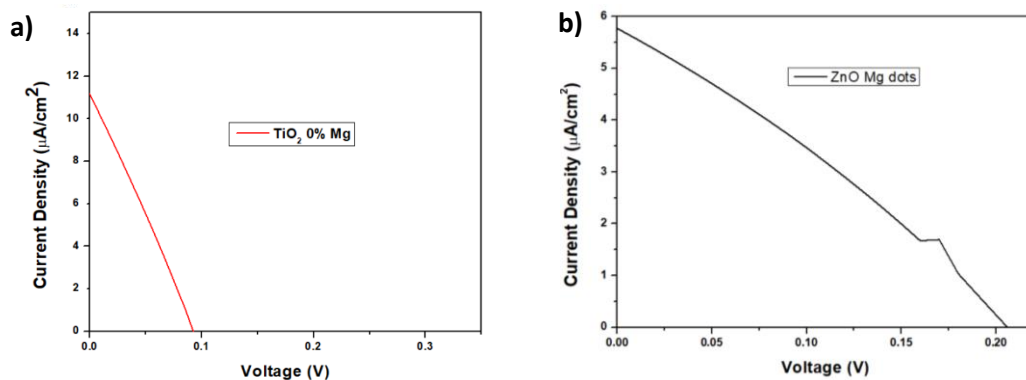 a)
Current Density (µA/cm²)
14
12
10
8
6
4
2
0
TiO₂ 0% Mg
0.0 0.1 0.2 0.3
Voltage (V)
b)
Current Density (µA/cm²)
6
5
4
3
2
1
0
ZnO Mg dots
0.00 0.05 0.10 0.15 0.20
Voltage (V)